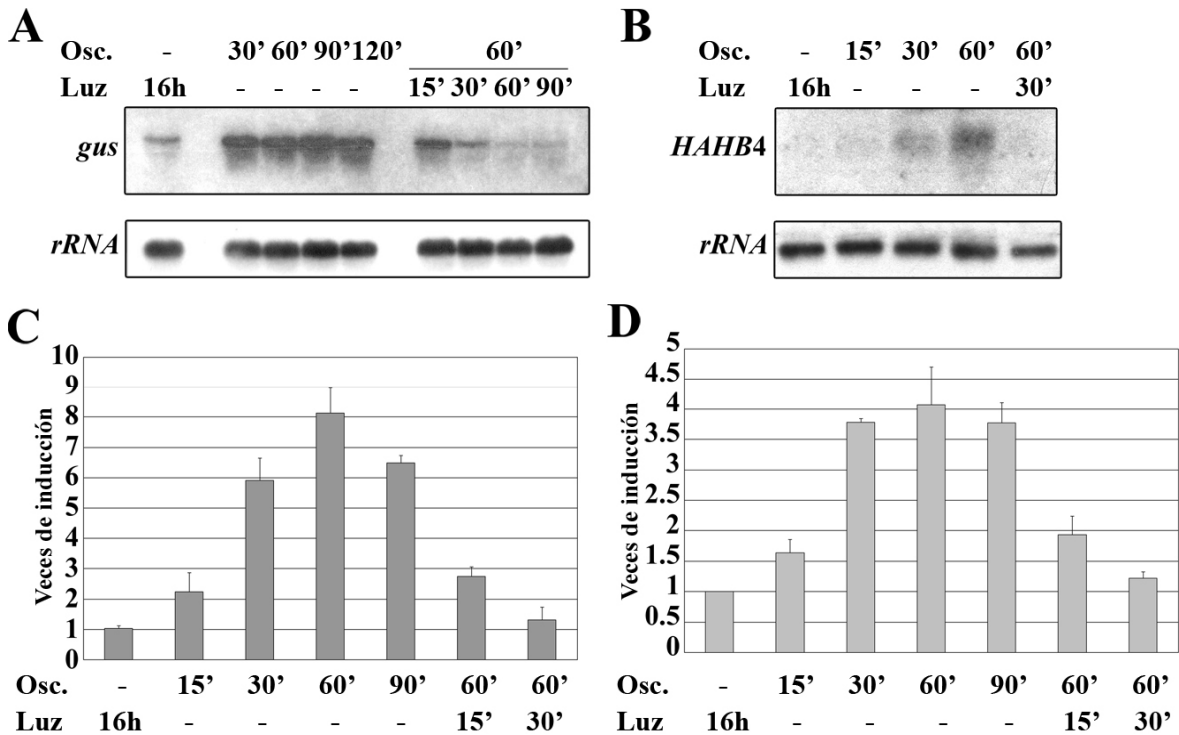 A
Osc. - 30’ 60’ 90’ 120’ 60’
Luz 16h - - - - 15’ 30’ 60’ 90’
gus
rRNA
B
Osc. - 15’ 30’ 60’ 60’
Luz 16h - - - 30’
HAHB4
rRNA
C
Veces de inducción
10
9
8
7
6
5
4
3
2
1
0
Osc. - 15’ 30’ 60’ 90’ 60’ 60’
Luz 16h - - - - 15’ 30’
D
Veces de inducción
5
4.5
4
3.5
3
2.5
2
1.5
1
0.5
0
Osc. - 15’ 30’ 60’ 90’ 60’ 60’
Luz 16h - - - - 15’ 30’